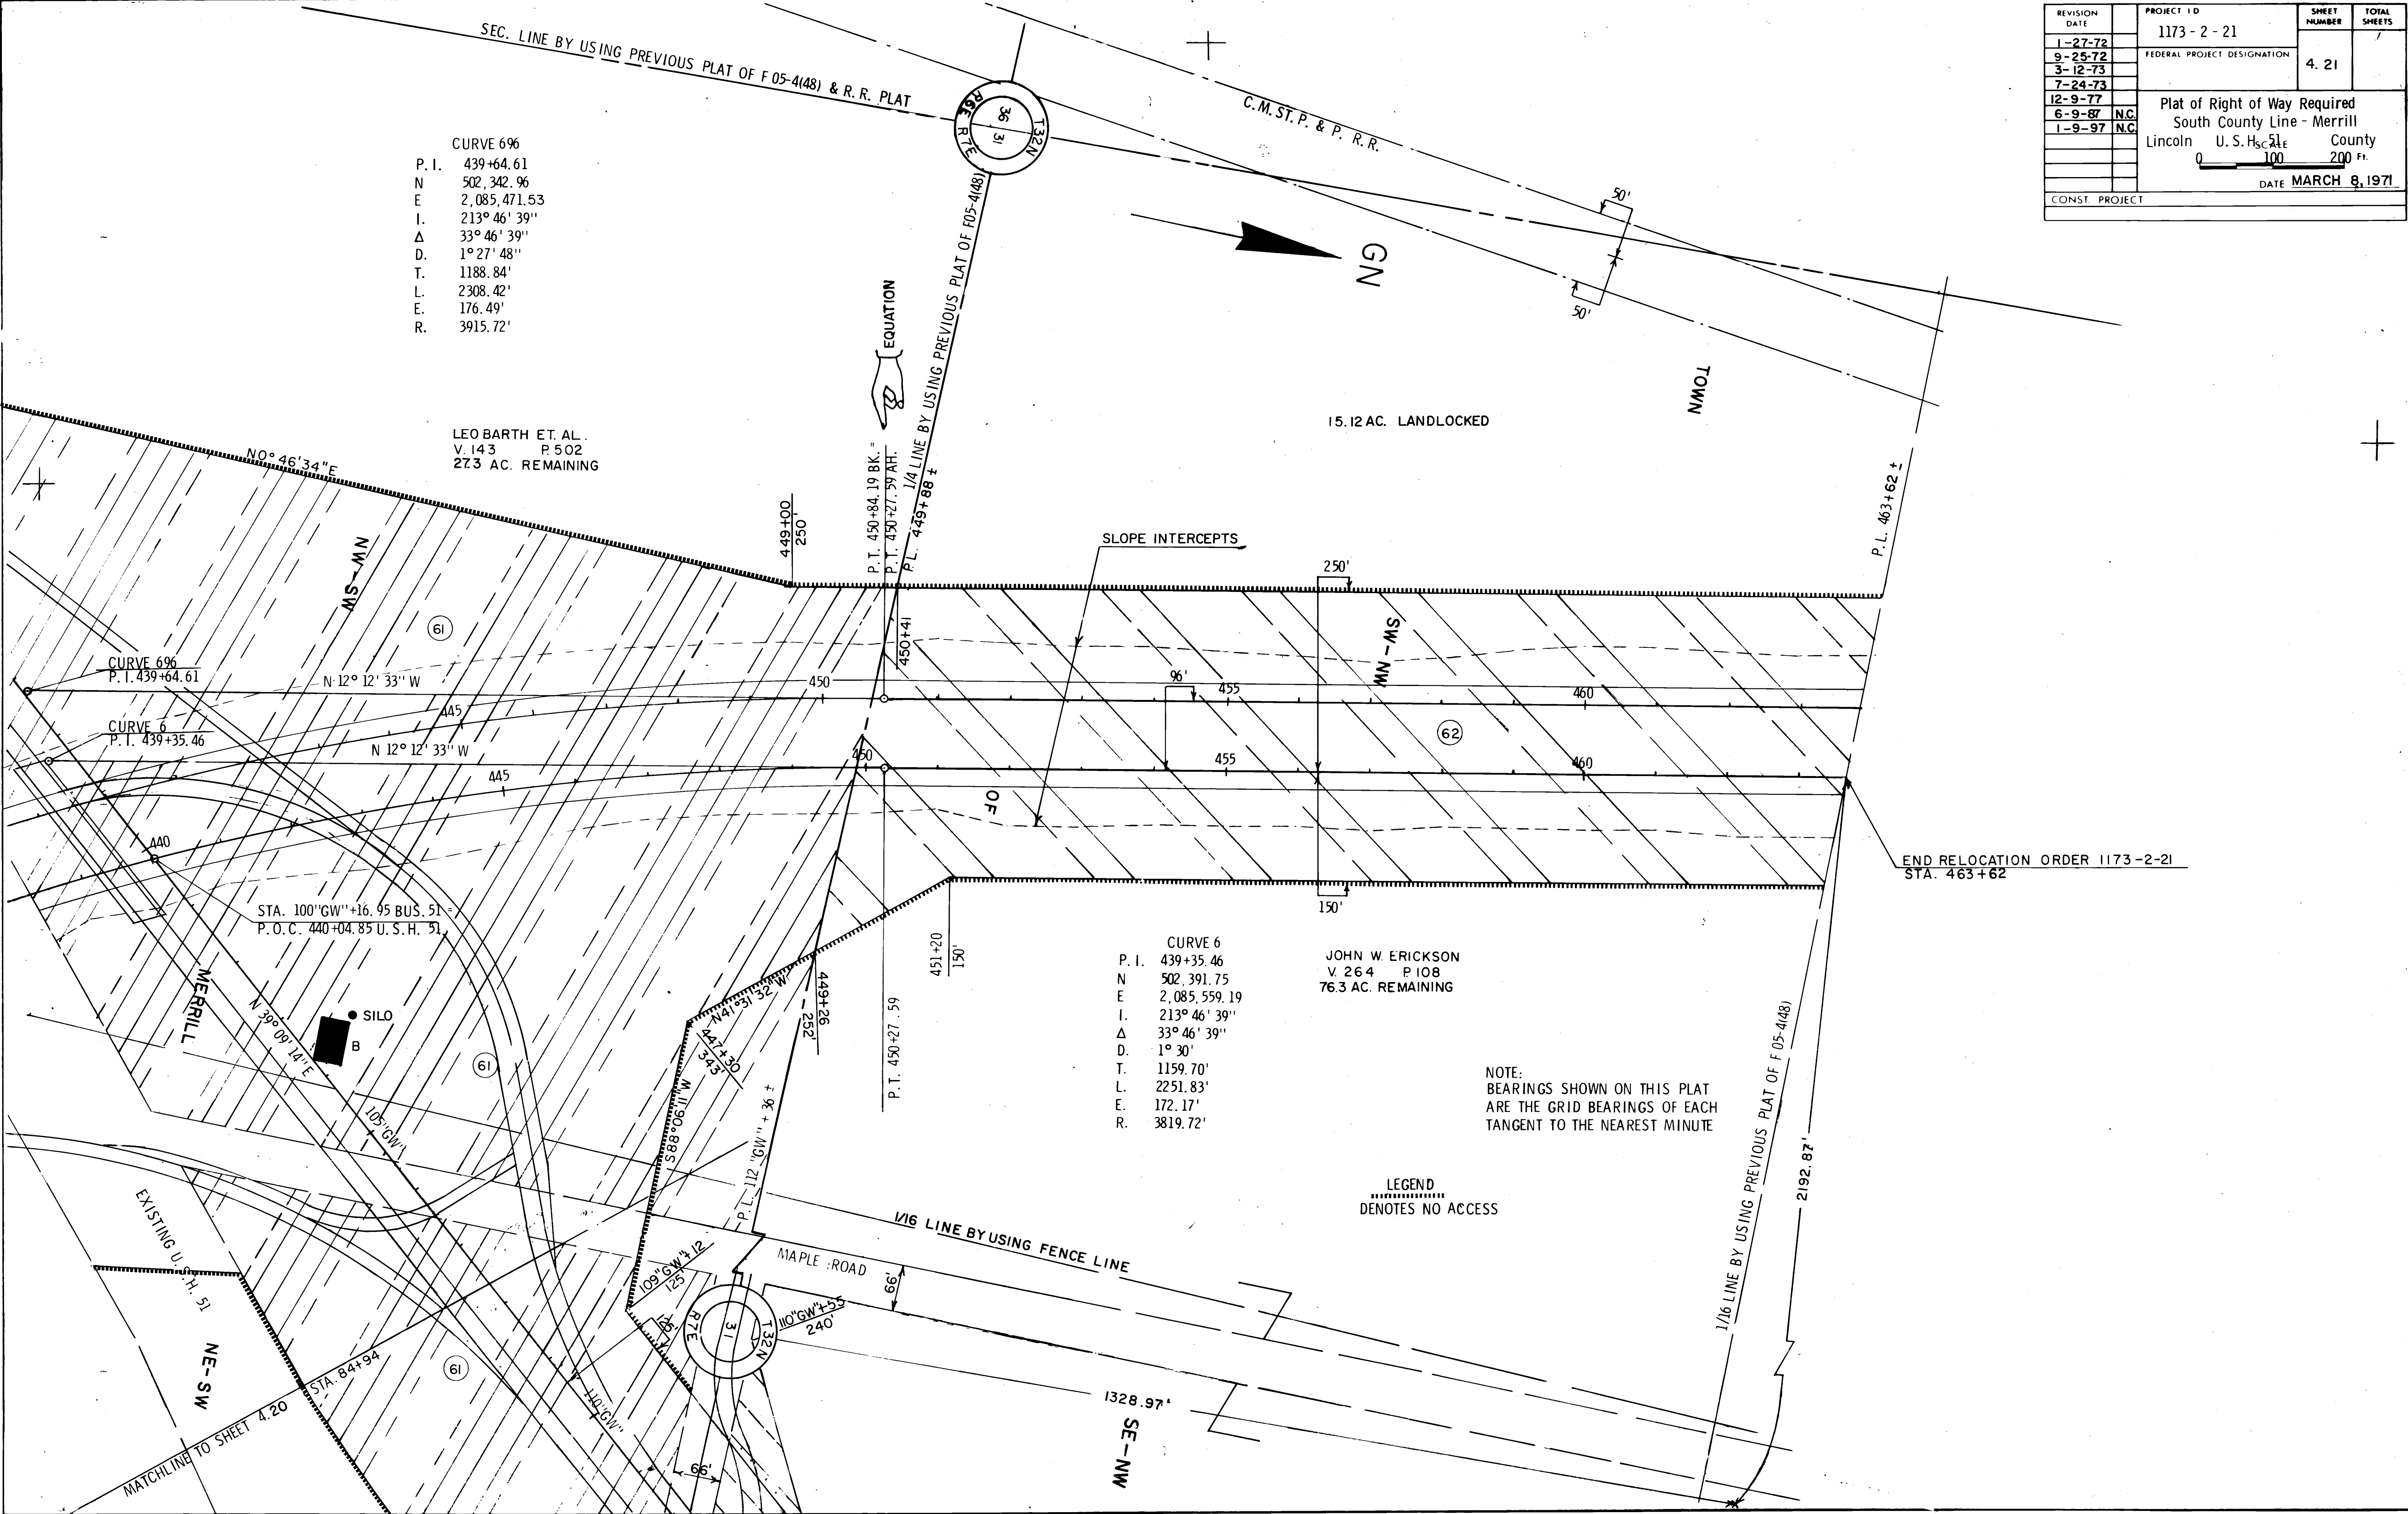 REVISION DATE
PROJECT I D
1173 - 2 - 21
SHEET NUMBER
TOTAL SHEETS
1-27-72
9-25-72
3-12-73
7-24-73
12-9-77
6-9-87 N.C.
1-9-97 N.C.
FEDERAL PROJECT DESIGNATION
4. 21
1
Plat of Right of Way Required
South County Line - Merrill
Lincoln U. S. H. 51 County
SCALE
0 100 200 Ft.
DATE MARCH 8, 1971
CONST. PROJECT
SEC. LINE BY USING PREVIOUS PLAT OF F 05-4(48) & R. R. PLAT
R6E R7E T32N
36 31
C. M. ST. P. & P. R. R.
50'
50'
GN
CURVE 696
P. I. 439+64.61
N 502, 342. 96
E 2,085,471.53
I. 213° 46' 39''
Δ 33° 46' 39''
D. 1° 27' 48''
T. 1188. 84'
L. 2308. 42'
E. 176. 49'
R. 3915. 72'
EQUATION
1/4 LINE BY USING PREVIOUS PLAT OF F05-4(48)
TOWN
15.12 AC. LANDLOCKED
LEO BARTH ET. AL.
V. 143 P. 502
27.3 AC. REMAINING
N0° 46' 34"E
449+00
250'
P. T. 450+84.19 BK. =
P. T. 450+27. 59 AH.
P. L. 449+88 ±
P. L. 463+62 ±
SLOPE INTERCEPTS
250'
NW-SW
61
450+41
SW-NW
CURVE 696
P. I. 439+64.61
N 12° 12' 33'' W
445
450
96'
455
460
62
CURVE 6
P. I. 439+35.46
N 12° 12' 33'' W
445
450
455
460
OF
440
STA. 100"GW"+16. 95 BUS. 51 =
P. O. C. 440+04. 85 U. S. H. 51
END RELOCATION ORDER 1173-2-21
STA. 463+62
150'
451+20
150'
MERRILL
N 39° 09' 14'' E
SILO
B
61
105"GW"
N41° 31' 32" W
449+26
252'
447+30
343'
P. T. 450+27 . 59
S88° 06' 11" W
P. L. 112 "GW" + 36 ±
CURVE 6
P. I. 439+35. 46
N 502, 391. 75
E 2, 085, 559. 19
I. 213° 46' 39''
Δ 33° 46' 39''
D. 1° 30'
T. 1159. 70'
L. 2251. 83'
E. 172. 17'
R. 3819. 72'
JOHN W. ERICKSON
V. 264 P. 108
76.3 AC. REMAINING
NOTE:
BEARINGS SHOWN ON THIS PLAT
ARE THE GRID BEARINGS OF EACH
TANGENT TO THE NEAREST MINUTE
LEGEND
DENOTES NO ACCESS
1/16 LINE BY USING PREVIOUS PLAT OF F 05-4(48)
2192. 87'
1/16 LINE BY USING FENCE LINE
MAPLE ROAD
66'
EXISTING U. S. H. 51
109"GW"+12
125'
125'
R7E 31 T32N
110"GW"+55
240'
NE-SW
STA. 84+94
61
110"GW"
66'
1328.97'
SE-NW
MATCHLINE TO SHEET 4.20